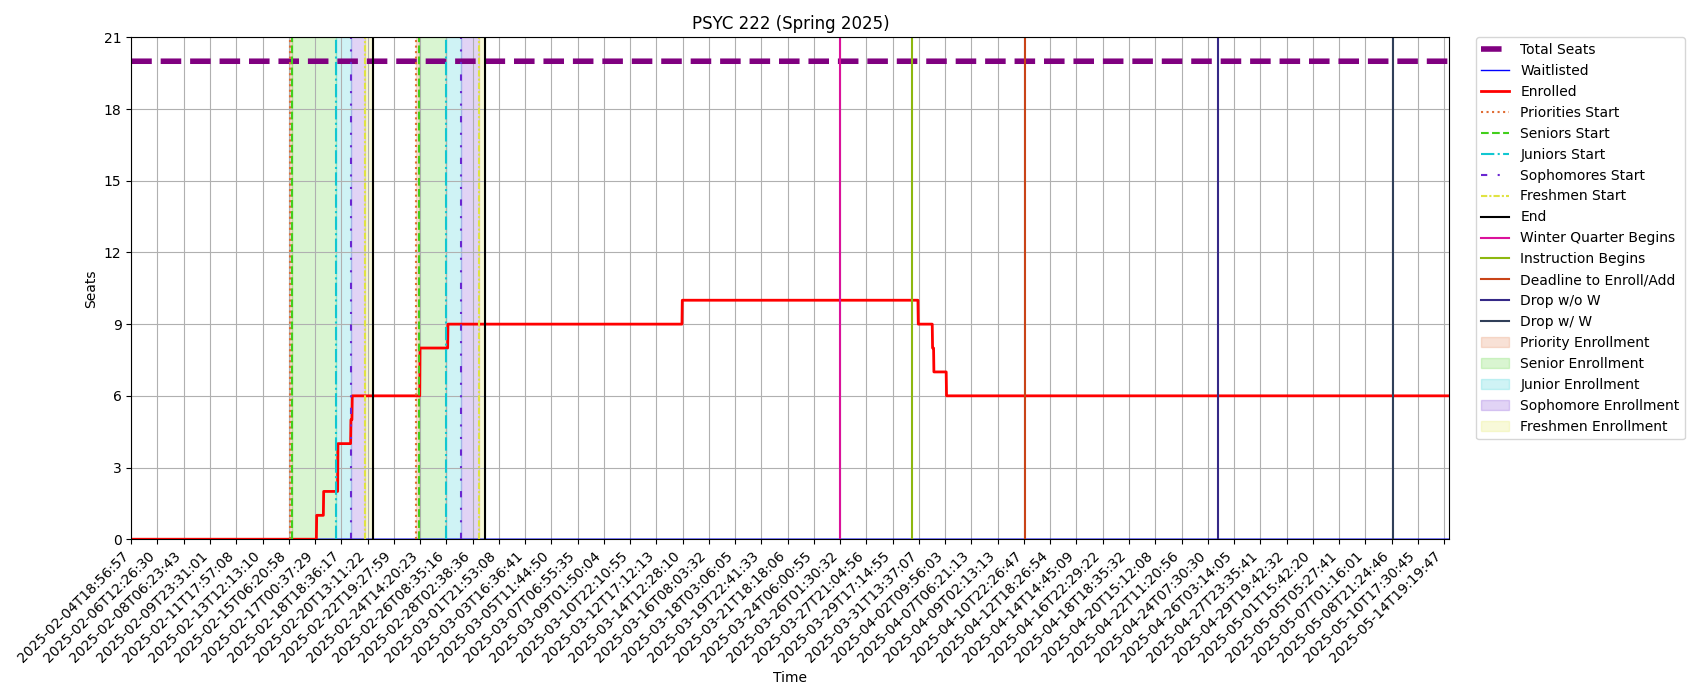 PSYC 222 (Spring 2025)
21
18
15
12
9
6
3
0
Seats
2025-02-04T18:56:57
2025-02-06T12:26:30
2025-02-08T06:23:43
2025-02-09T23:31:01
2025-02-11T17:57:08
2025-02-13T12:13:10
2025-02-15T06:20:58
2025-02-17T00:37:29
2025-02-18T18:36:17
2025-02-20T13:11:22
2025-02-22T19:27:59
2025-02-24T14:20:23
2025-02-26T08:35:16
2025-02-28T02:38:36
2025-03-01T21:53:08
2025-03-03T16:36:41
2025-03-05T11:44:50
2025-03-07T06:55:35
2025-03-09T01:50:04
2025-03-10T22:10:55
2025-03-12T17:12:13
2025-03-14T12:28:10
2025-03-16T08:03:32
2025-03-18T03:06:05
2025-03-19T22:41:33
2025-03-21T18:18:06
2025-03-24T06:00:55
2025-03-26T01:30:32
2025-03-27T21:04:56
2025-03-29T17:14:55
2025-03-31T13:37:07
2025-04-02T09:56:03
2025-04-07T06:21:13
2025-04-09T02:13:13
2025-04-10T22:26:47
2025-04-12T18:26:54
2025-04-14T14:45:09
2025-04-16T22:29:22
2025-04-18T18:35:32
2025-04-20T15:12:08
2025-04-22T11:20:56
2025-04-24T07:30:30
2025-04-26T03:14:05
2025-04-27T23:35:41
2025-04-29T19:42:32
2025-05-01T15:42:20
2025-05-05T05:27:41
2025-05-07T01:16:01
2025-05-08T21:24:46
2025-05-10T17:30:45
2025-05-14T19:19:47
Time
Total Seats
Waitlisted
Enrolled
Priorities Start
Seniors Start
Juniors Start
Sophomores Start
Freshmen Start
End
Winter Quarter Begins
Instruction Begins
Deadline to Enroll/Add
Drop w/o W
Drop w/ W
Priority Enrollment
Senior Enrollment
Junior Enrollment
Sophomore Enrollment
Freshmen Enrollment